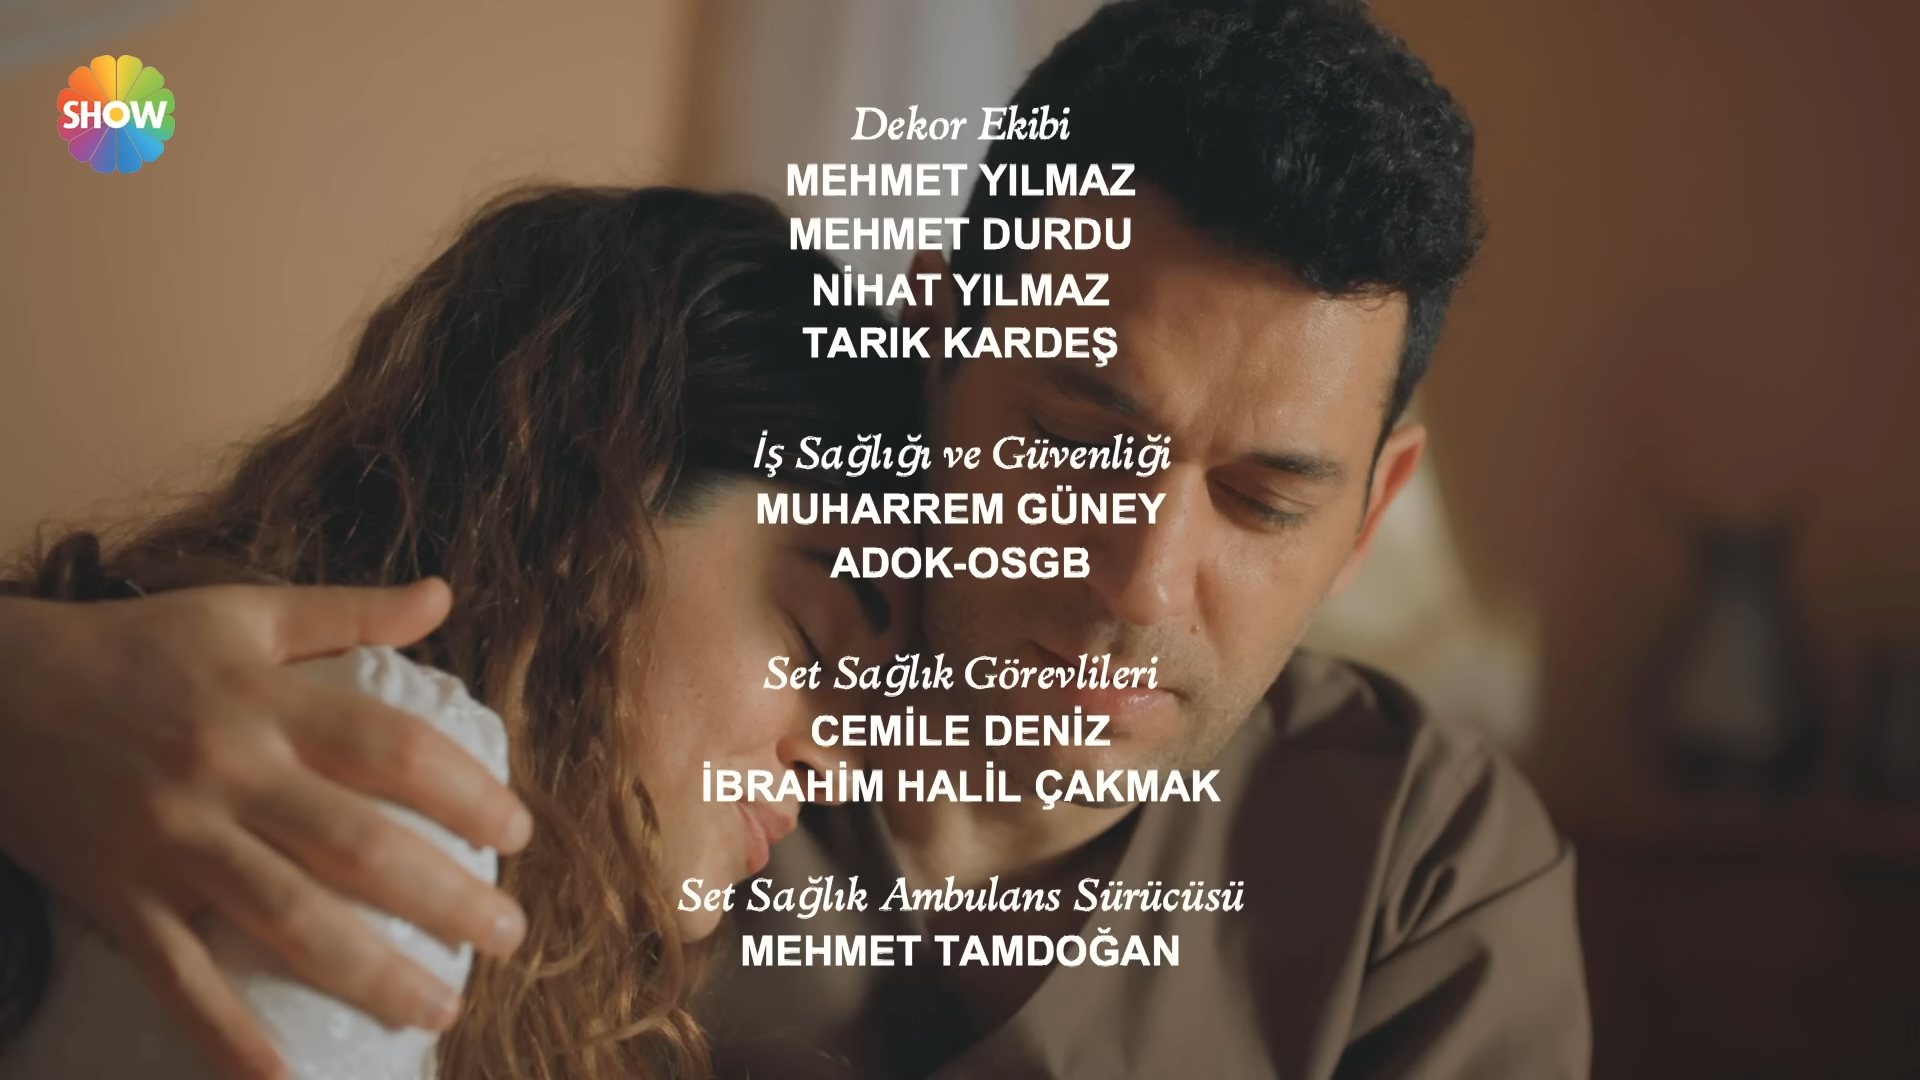 SHOW
Dekor Ekibi
MEHMET YILMAZ
MEHMET DURDU
NİHAT YILMAZ
TARIK KARDEŞ
İş Sağlığı ve Güvenliği
MUHARREM GÜNEY
ADOK-OSGB
Set Sağlık Görevlileri
CEMİLE DENİZ
İBRAHİM HALİL ÇAKMAK
Set Sağlık Ambulans Sürücüsü
MEHMET TAMDOĞAN